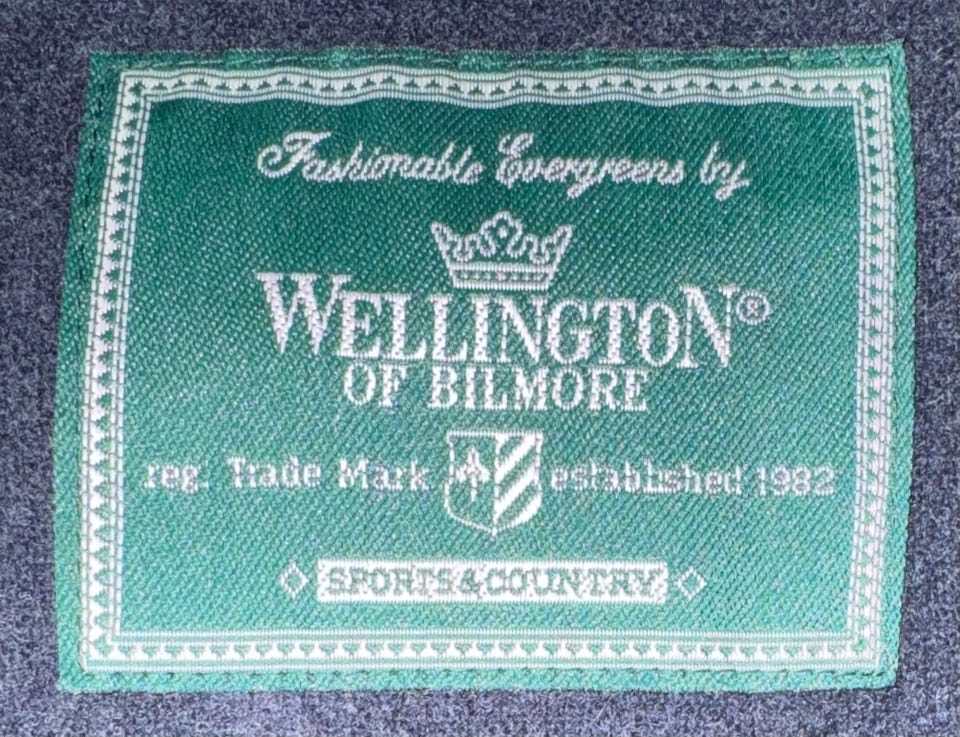 Fashionable Evergreens by
WELLINGTON®
OF BILMORE
reg. Trade Mark established 1982
SPORTS & COUNTRY